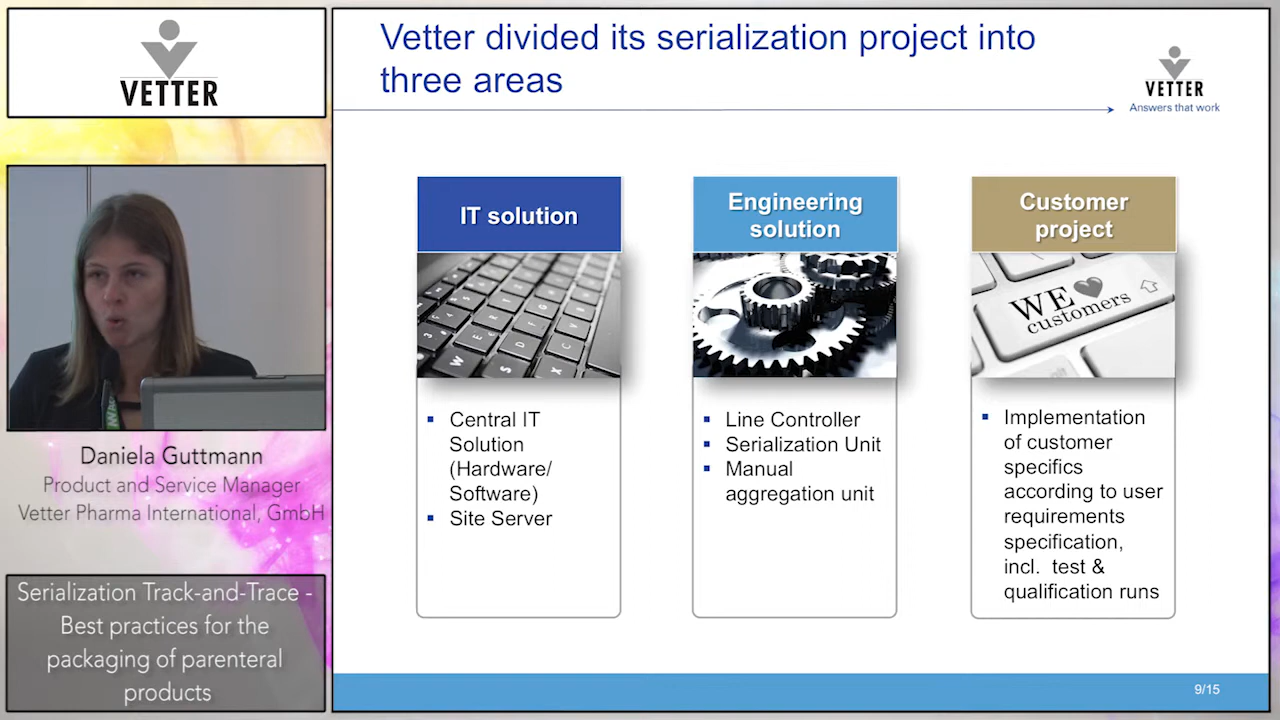 VETTER
Daniela Guttmann
Product and Service Manager
Vetter Pharma International, GmbH
Serialization Track-and-Trace -
Best practices for the
packaging of parenteral
products
Vetter divided its serialization project into
three areas
VETTER
Answers that work
IT solution
▪ Central IT
Solution
(Hardware/
Software)
▪ Site Server
Engineering
solution
▪ Line Controller
▪ Serialization Unit
▪ Manual
aggregation unit
Customer
project
WE
customers
▪ Implementation
of customer
specifics
according to user
requirements
specification,
incl. test &
qualification runs
9/15